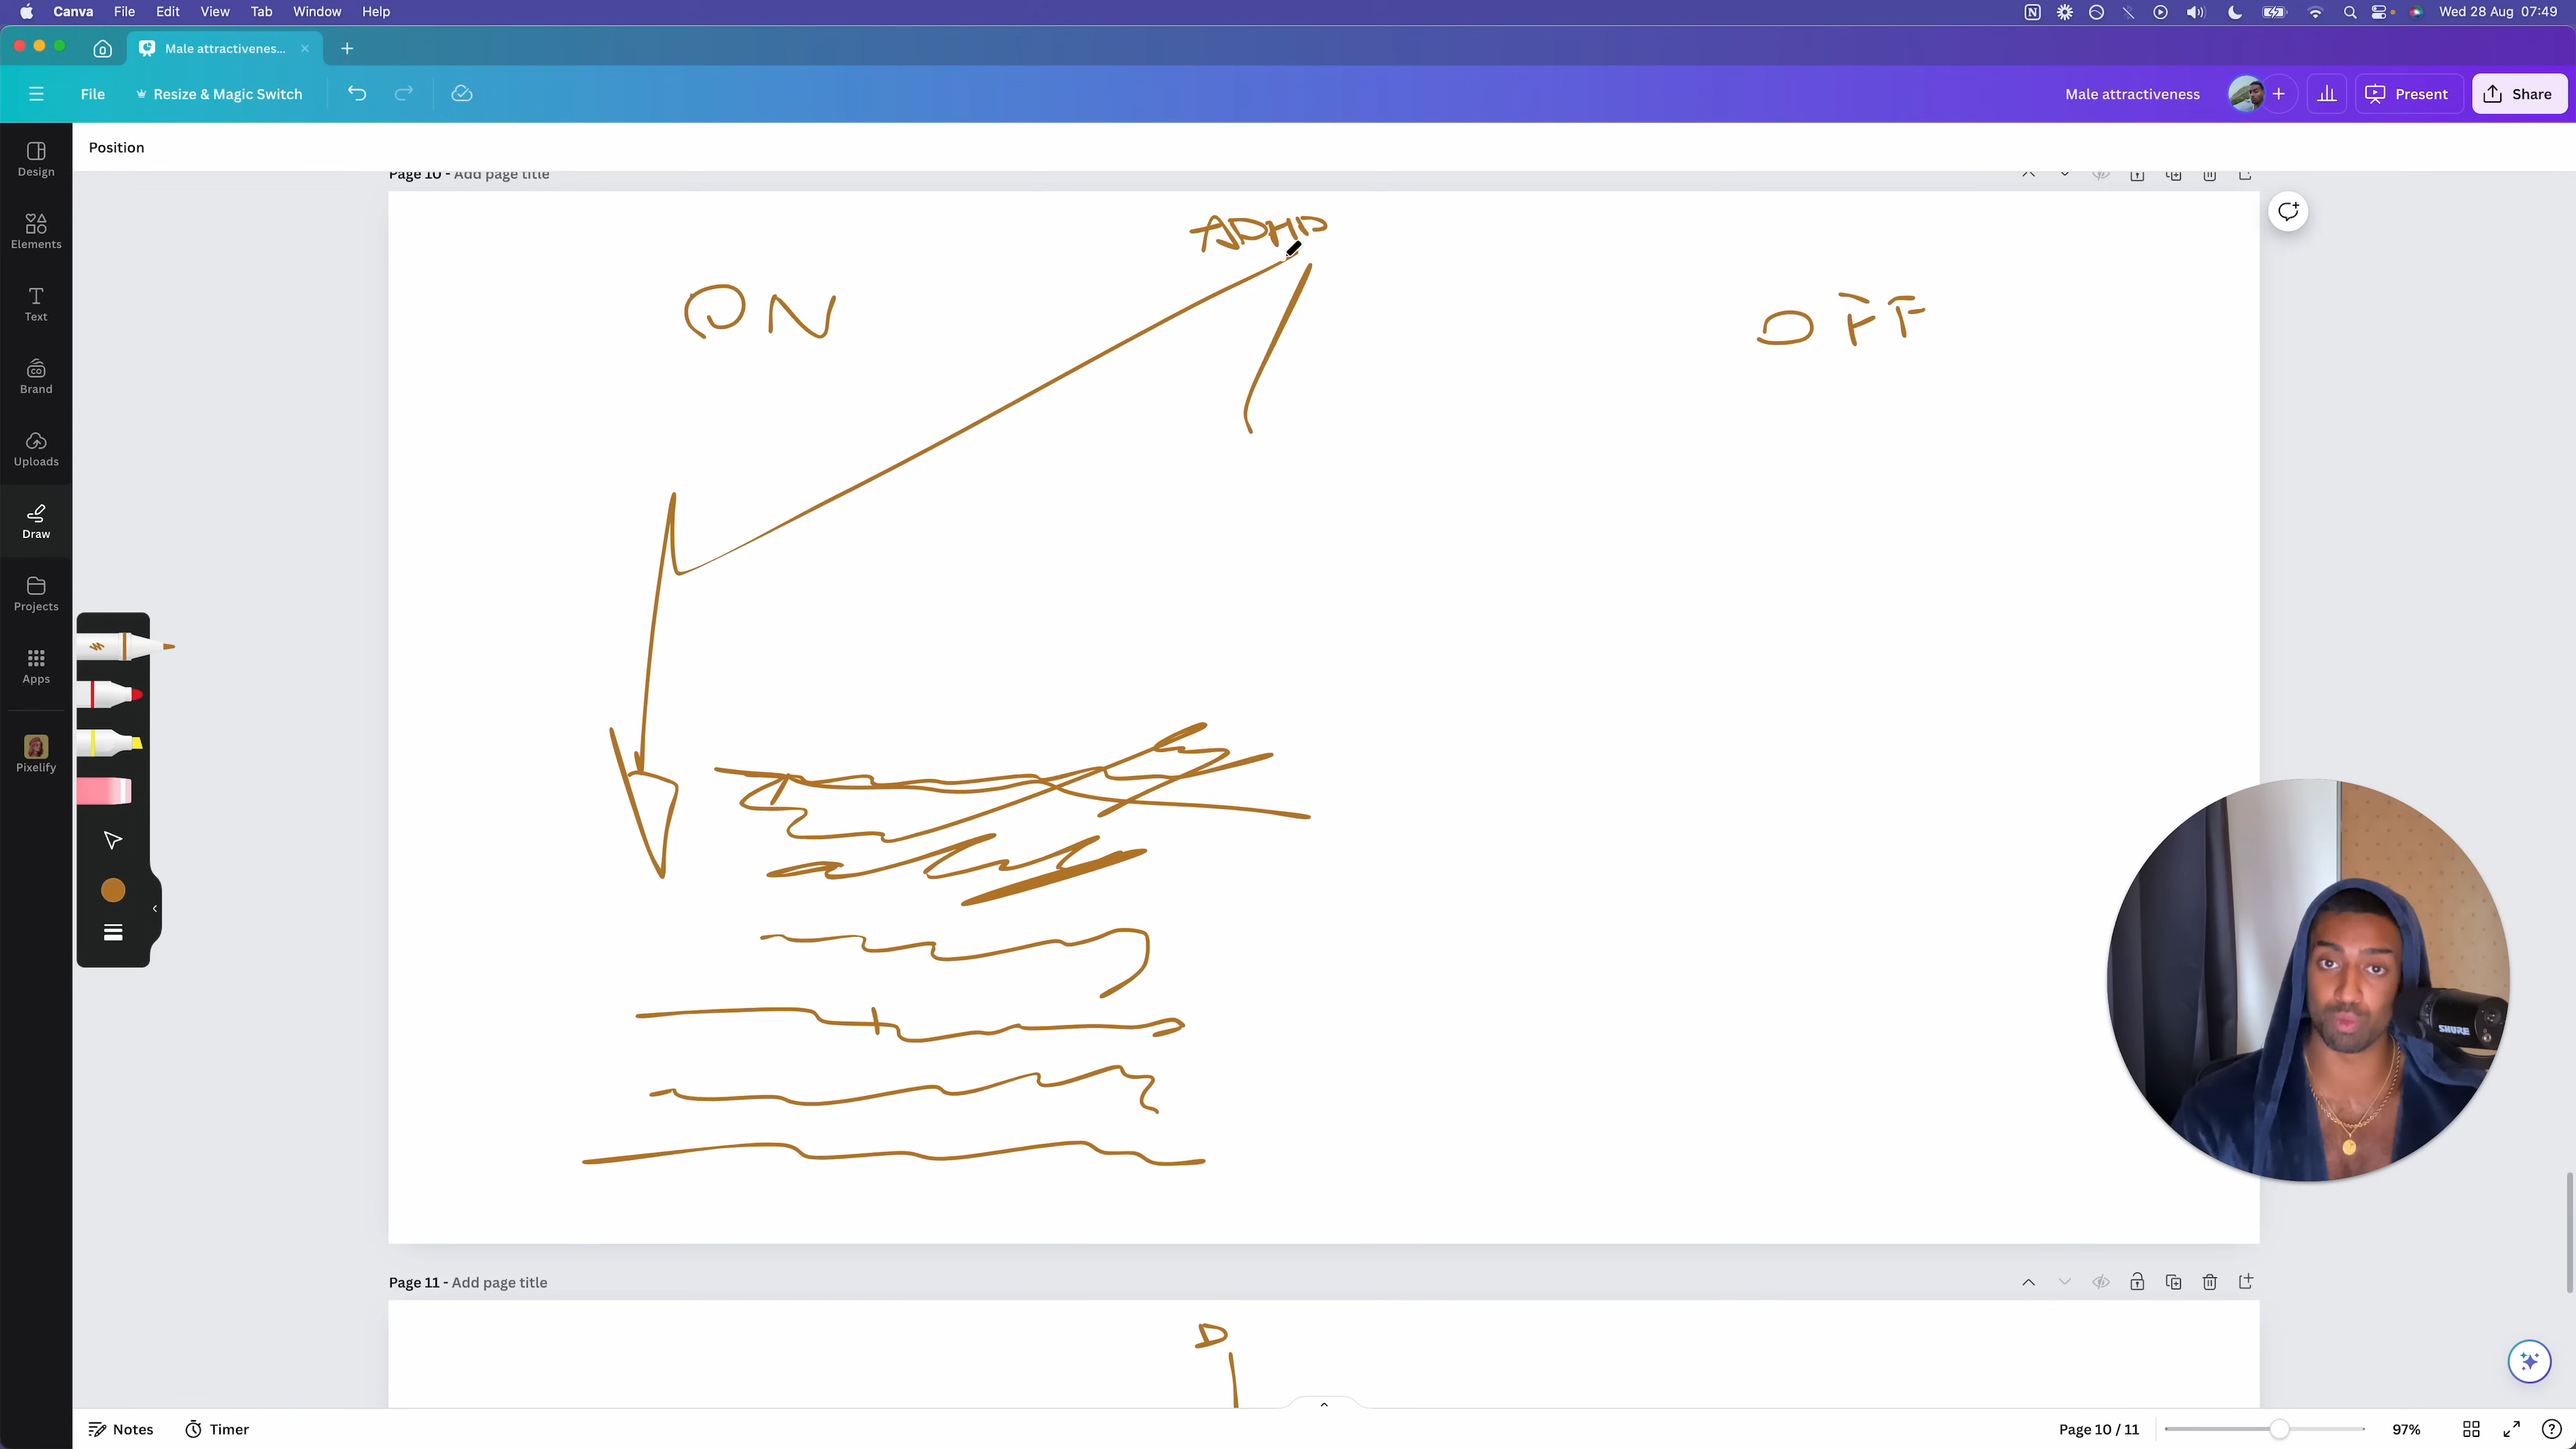 Canva File Edit View Tab Window Help Wed 28 Aug 07:49
Male attractivenes...
File Resize & Magic Switch Male attractiveness Present Share
Position
Design
Elements
Text
Brand
Uploads
Draw
Projects
Apps
Pixelify
Page 10 - Add page title
ADHD
ON OFF
SHURE
Page 11 - Add page title
D
Notes Timer Page 10 / 11 97%